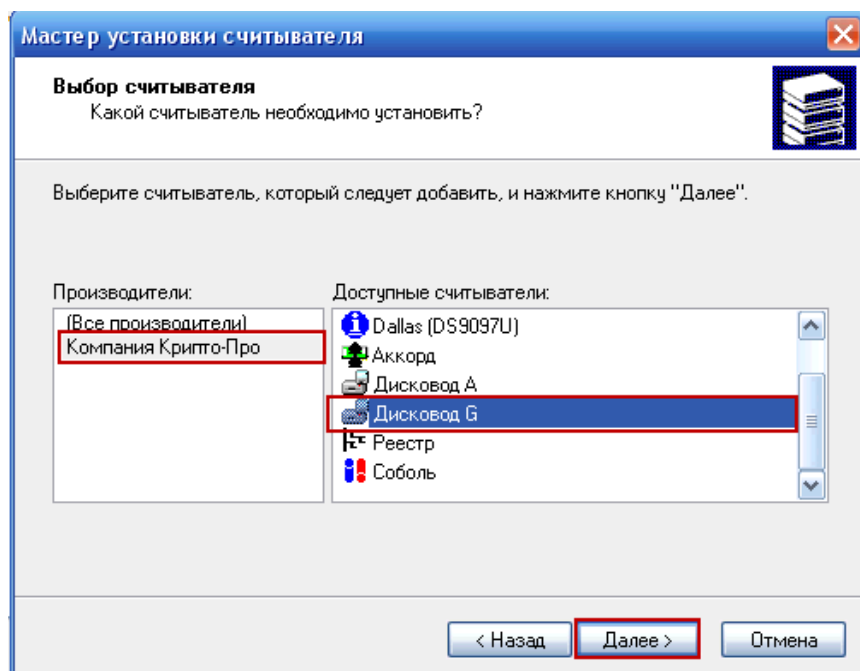 Мастер установки считывателя
Выбор считывателя
Какой считыватель необходимо установить?
Выберите считыватель, который следует добавить, и нажмите кнопку "Далее".
Производители:
(Все производители)
Компания Крипто-Про
Доступные считыватели:
Dallas (DS9097U)
Аккорд
Дисковод A
Дисковод G
Реестр
Соболь
< Назад
Далее >
Отмена